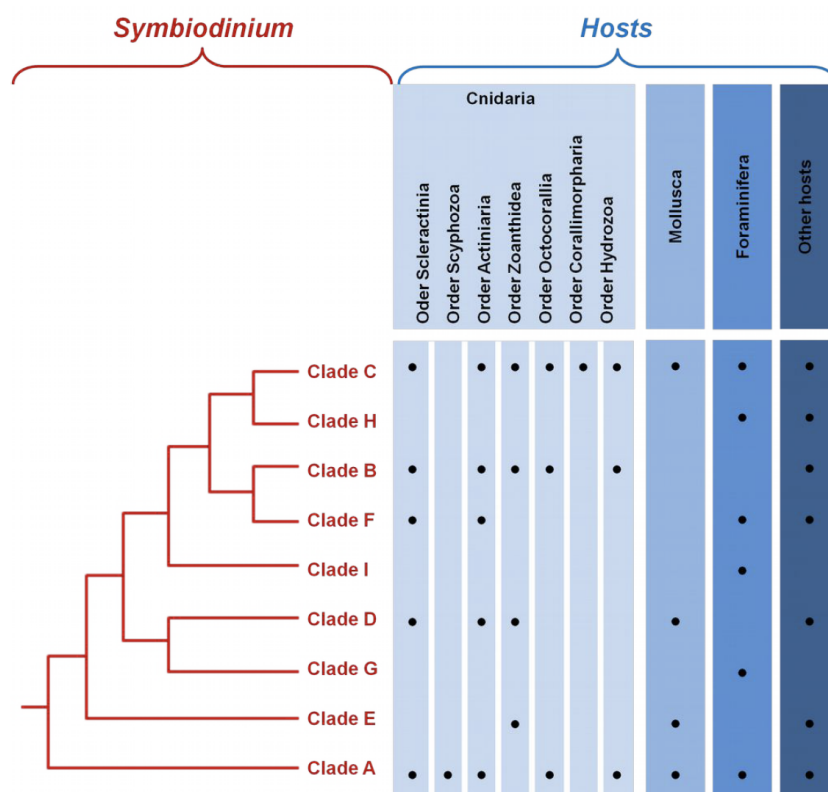 Symbiodinium
Hosts
Cnidaria
Oder Scleractinia
Order Scyphozoa
Order Actiniaria
Order Zoanthidea
Order Octocorallia
Order Corallimorpharia
Order Hydrozoa
Mollusca
Foraminifera
Other hosts
Clade C
Clade H
Clade B
Clade F
Clade I
Clade D
Clade G
Clade E
Clade A